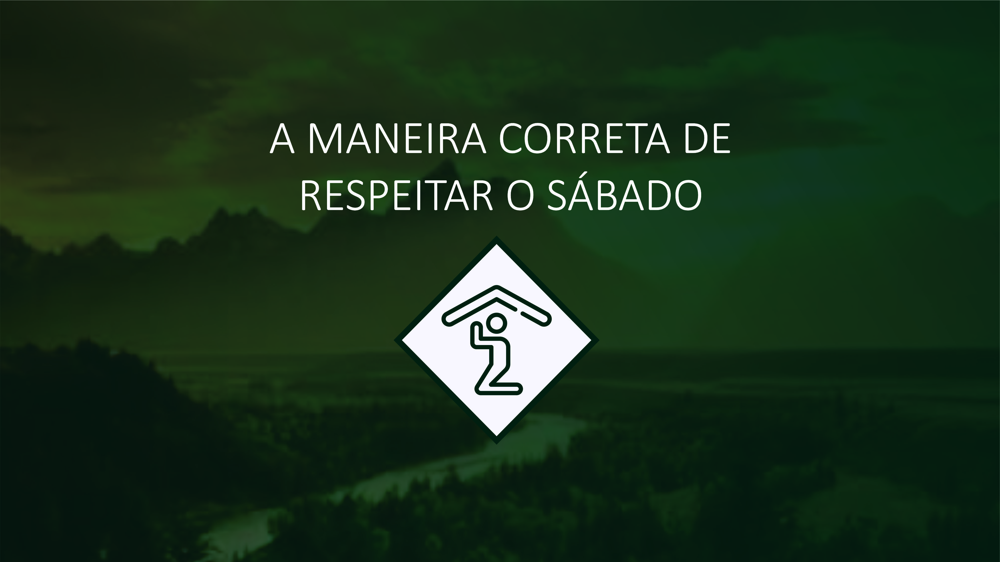 A MANEIRA CORRETA DE
RESPEITAR O SÁBADO